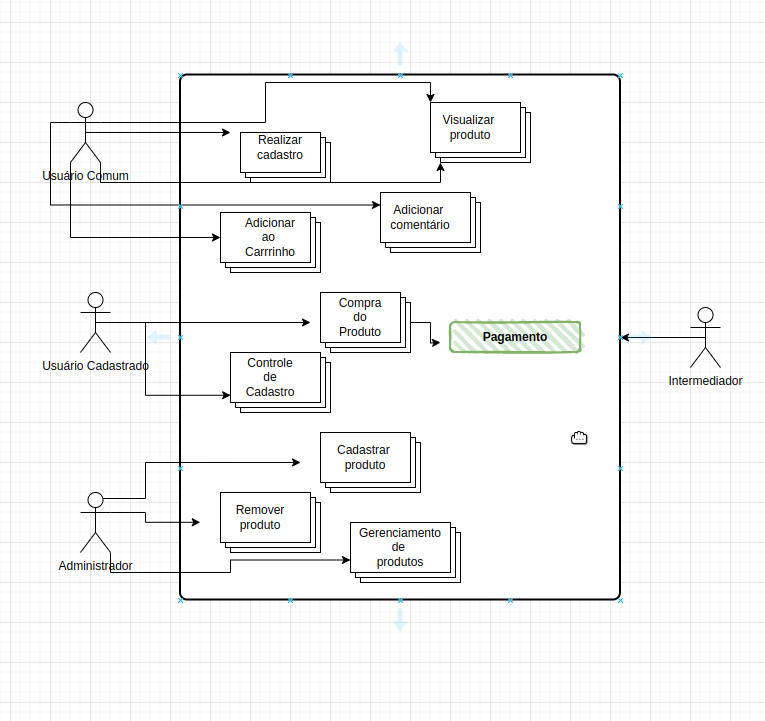 Visualizar
produto
Realizar
cadastro
Usuário Comum
Adicionar
comentário
Adicionar
ao
Carrrinho
Compra
do
Produto
Pagamento
Usuário Cadastrado
Controle
de
Cadastro
Intermediador
Cadastrar
produto
Remover
produto
Gerenciamento
de
produtos
Administrador